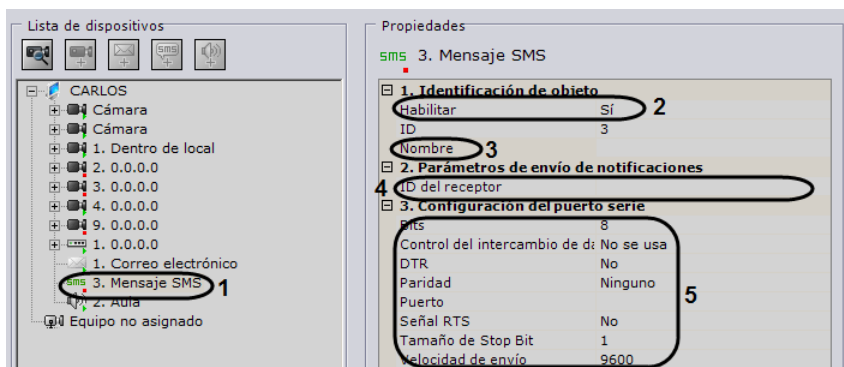 Lista de dispositivos
sms
CARLOS
Cámara
Cámara
1. Dentro de local
2. 0.0.0.0
3. 0.0.0.0
4. 0.0.0.0
9. 0.0.0.0
1. 0.0.0.0
1. Correo electrónico
sms 3. Mensaje SMS 1
2. Aula
Equipo no asignado
Propiedades
sms 3. Mensaje SMS
1. Identificación de objeto
Habilitar Sí 2
ID 3
Nombre 3
2. Parámetros de envío de notificaciones
4 ID del receptor
3. Configuración del puerto serie
Bits 8
Control del intercambio de da No se usa
DTR No
Paridad Ninguno
Puerto 5
Señal RTS No
Tamaño de Stop Bit 1
Velocidad de envío 9600